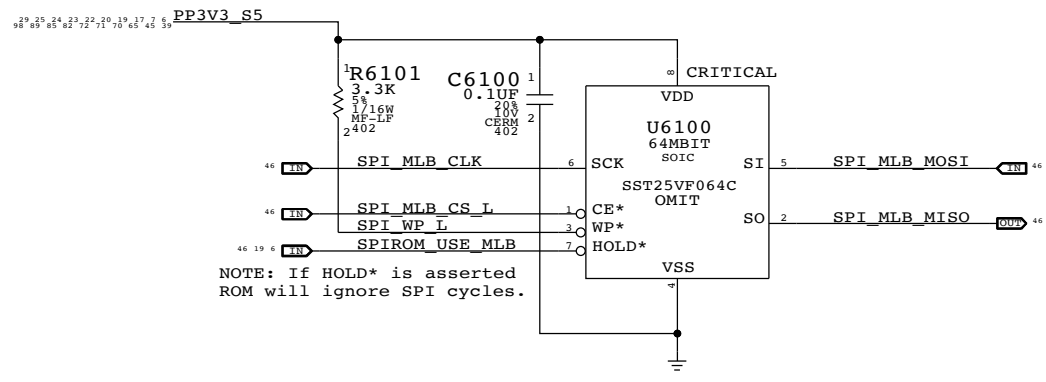 29 25 24 23 22 20 19 17 7 6
98 89 85 82 72 71 70 65 45 39
PP3V3_S5
1
R6101
3.3K
5%
1/16W
MF-LF
402
2
C6100
0.1UF
20%
10V
CERM
402
1
2
8
CRITICAL
VDD
U6100
64MBIT
SOIC
SST25VF064C
OMIT
46 IN SPI_MLB_CLK 6 SCK
SI 5 SPI_MLB_MOSI IN 46
46 IN SPI_MLB_CS_L 1 CE*
SPI_WP_L 3 WP*
SO 2 SPI_MLB_MISO OUT 46
46 19 6 IN SPIROM_USE_MLB 7 HOLD*
VSS
4
NOTE: If HOLD* is asserted
ROM will ignore SPI cycles.